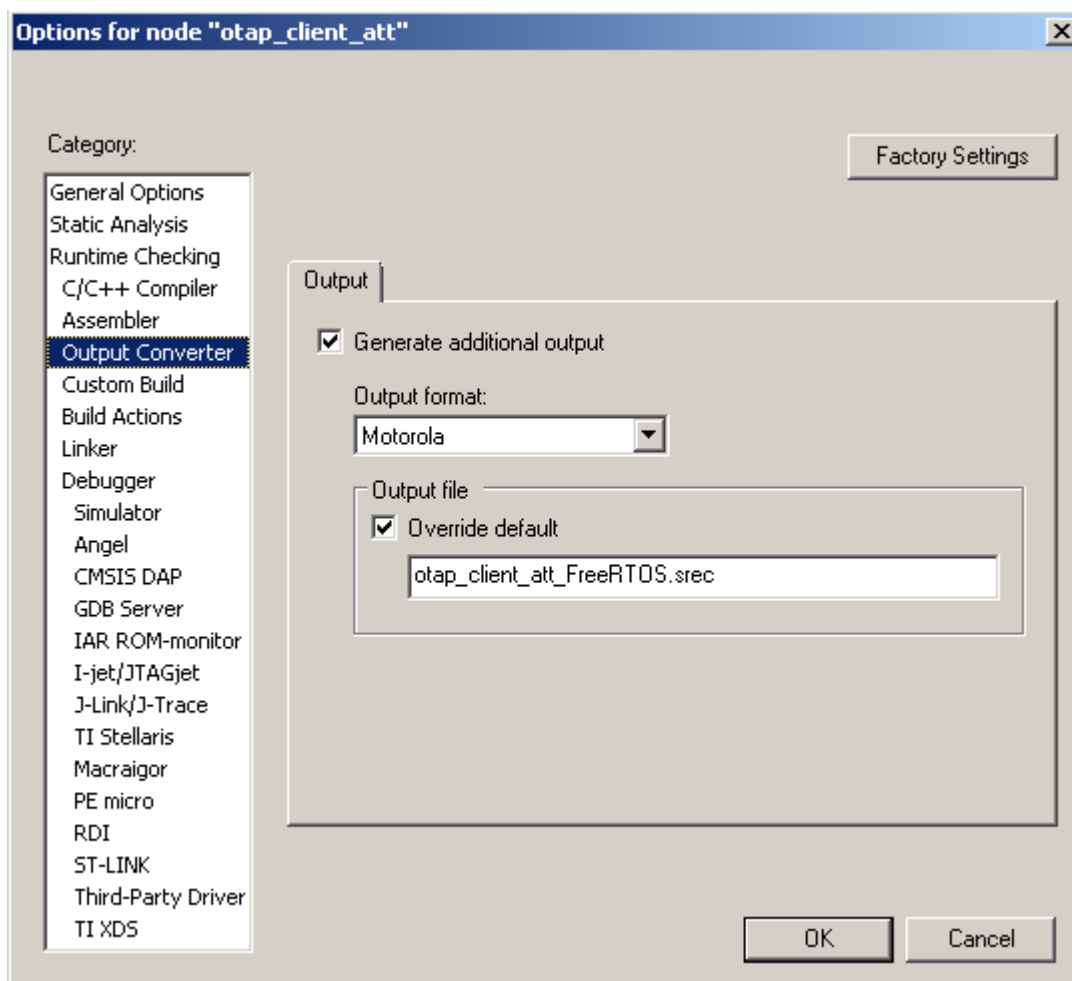 Options for node "otap_client_att"
Category:
Factory Settings
General Options
Static Analysis
Runtime Checking
C/C++ Compiler
Assembler
Output Converter
Custom Build
Build Actions
Linker
Debugger
Simulator
Angel
CMSIS DAP
GDB Server
IAR ROM-monitor
I-jet/JTAGjet
J-Link/J-Trace
TI Stellaris
Macraigor
PE micro
RDI
ST-LINK
Third-Party Driver
TI XDS
Output
Generate additional output
Output format:
Motorola
Output file
Override default
otap_client_att_FreeRTOS.srec
OK
Cancel